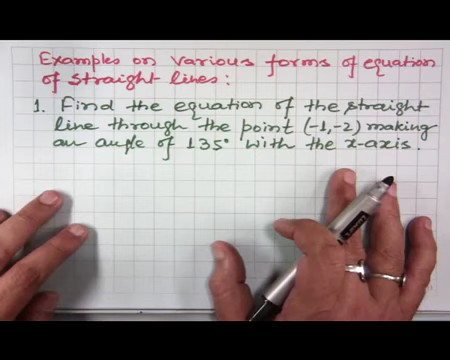 Examples on various forms of equation
of straight lines:
1. Find the equation of the straight
line through the point (-1,-2) making
an angle of 135° with the x-axis.